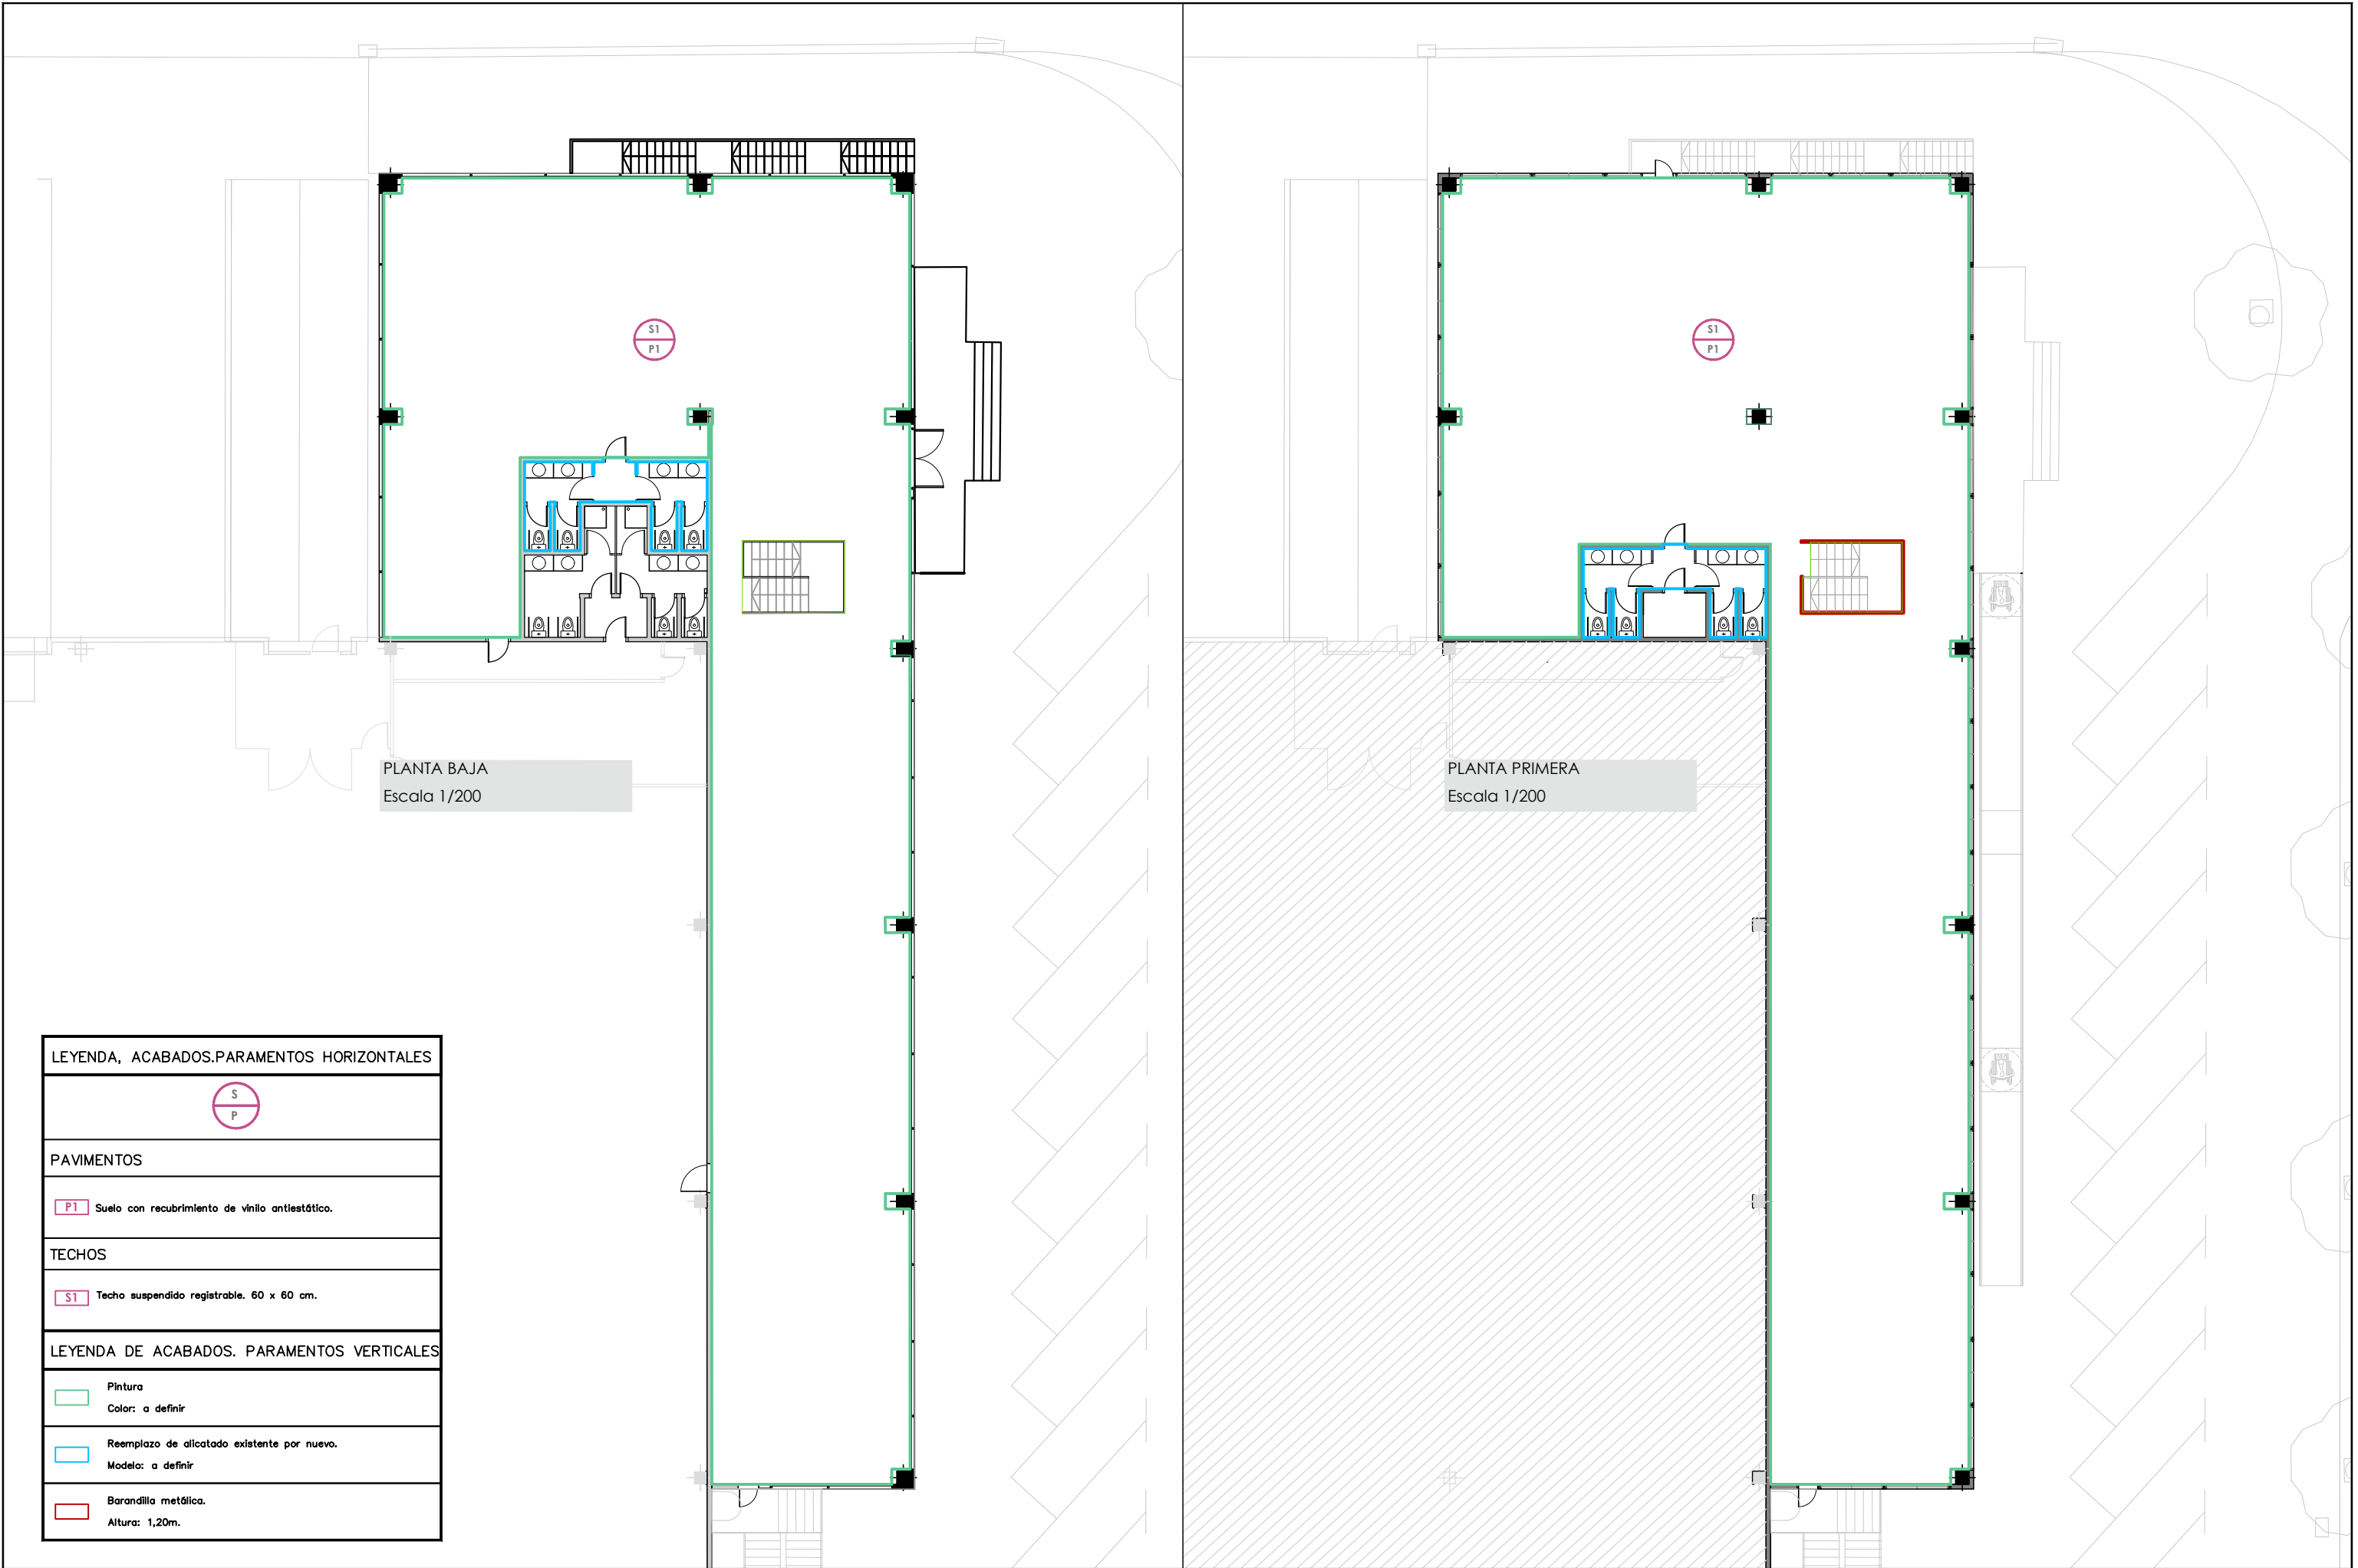 S1
P1
S1
P1
PLANTA BAJA
Escala 1/200
PLANTA PRIMERA
Escala 1/200
LEYENDA, ACABADOS.PARAMENTOS HORIZONTALES
S
P
PAVIMENTOS
P1 Suelo con recubrimiento de vinilo antiestático.
TECHOS
S1 Techo suspendido registrable. 60 x 60 cm.
LEYENDA DE ACABADOS. PARAMENTOS VERTICALES
Pintura
Color: a definir
Reemplazo de alicatado existente por nuevo.
Modelo: a definir
Barandilla metálica.
Altura: 1,20m.